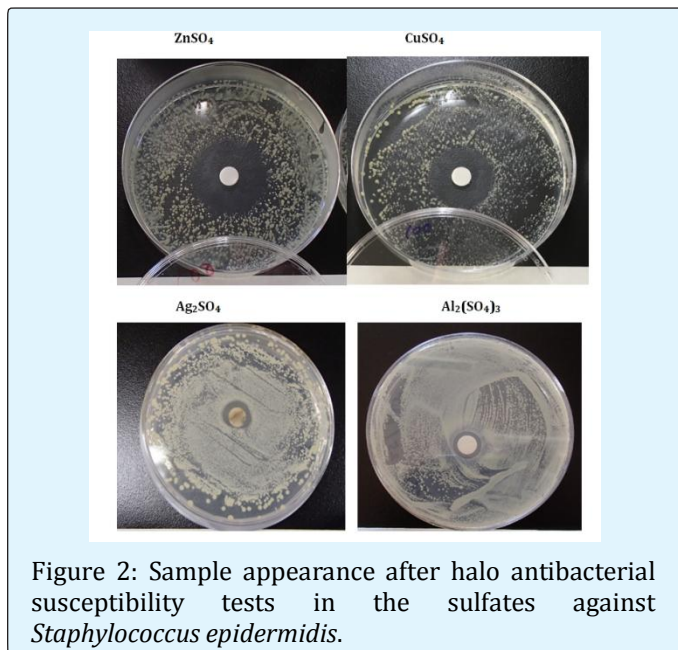 ZnSO₄ CuSO₄
Ag₂SO₄ Al₂(SO₄)₃
Figure 2: Sample appearance after halo antibacterial
susceptibility tests in the sulfates against
Staphylococcus epidermidis.